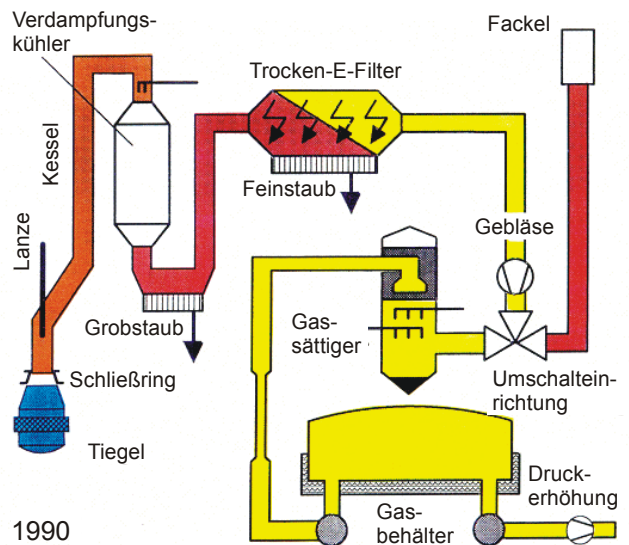 Verdampfungs-
kühler
Fackel
Trocken-E-Filter
Kessel
Feinstaub
Lanze
Gebläse
Grobstaub
Gas-
sättiger
Schließring
Umschaltein-
richtung
Tiegel
Druck-
erhöhung
Gas-
behälter
1990